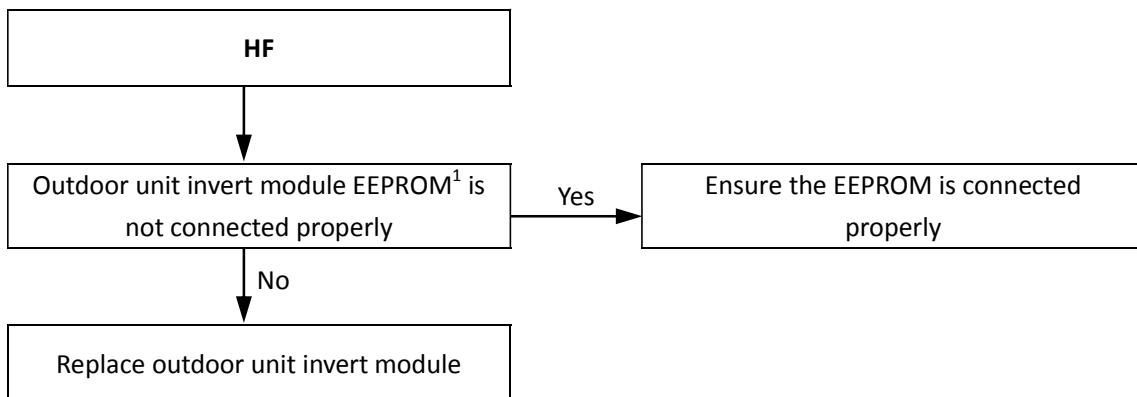 HF
Outdoor unit invert module EEPROM¹ is
not connected properly
Yes
Ensure the EEPROM is connected
properly
No
Replace outdoor unit invert module